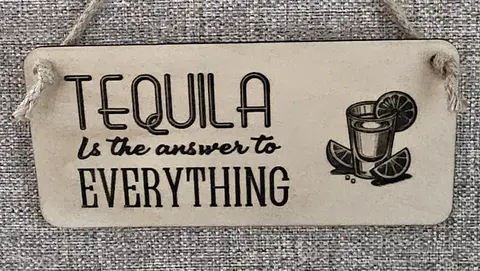 TEQUILA
Is the answer to
EVERYTHING